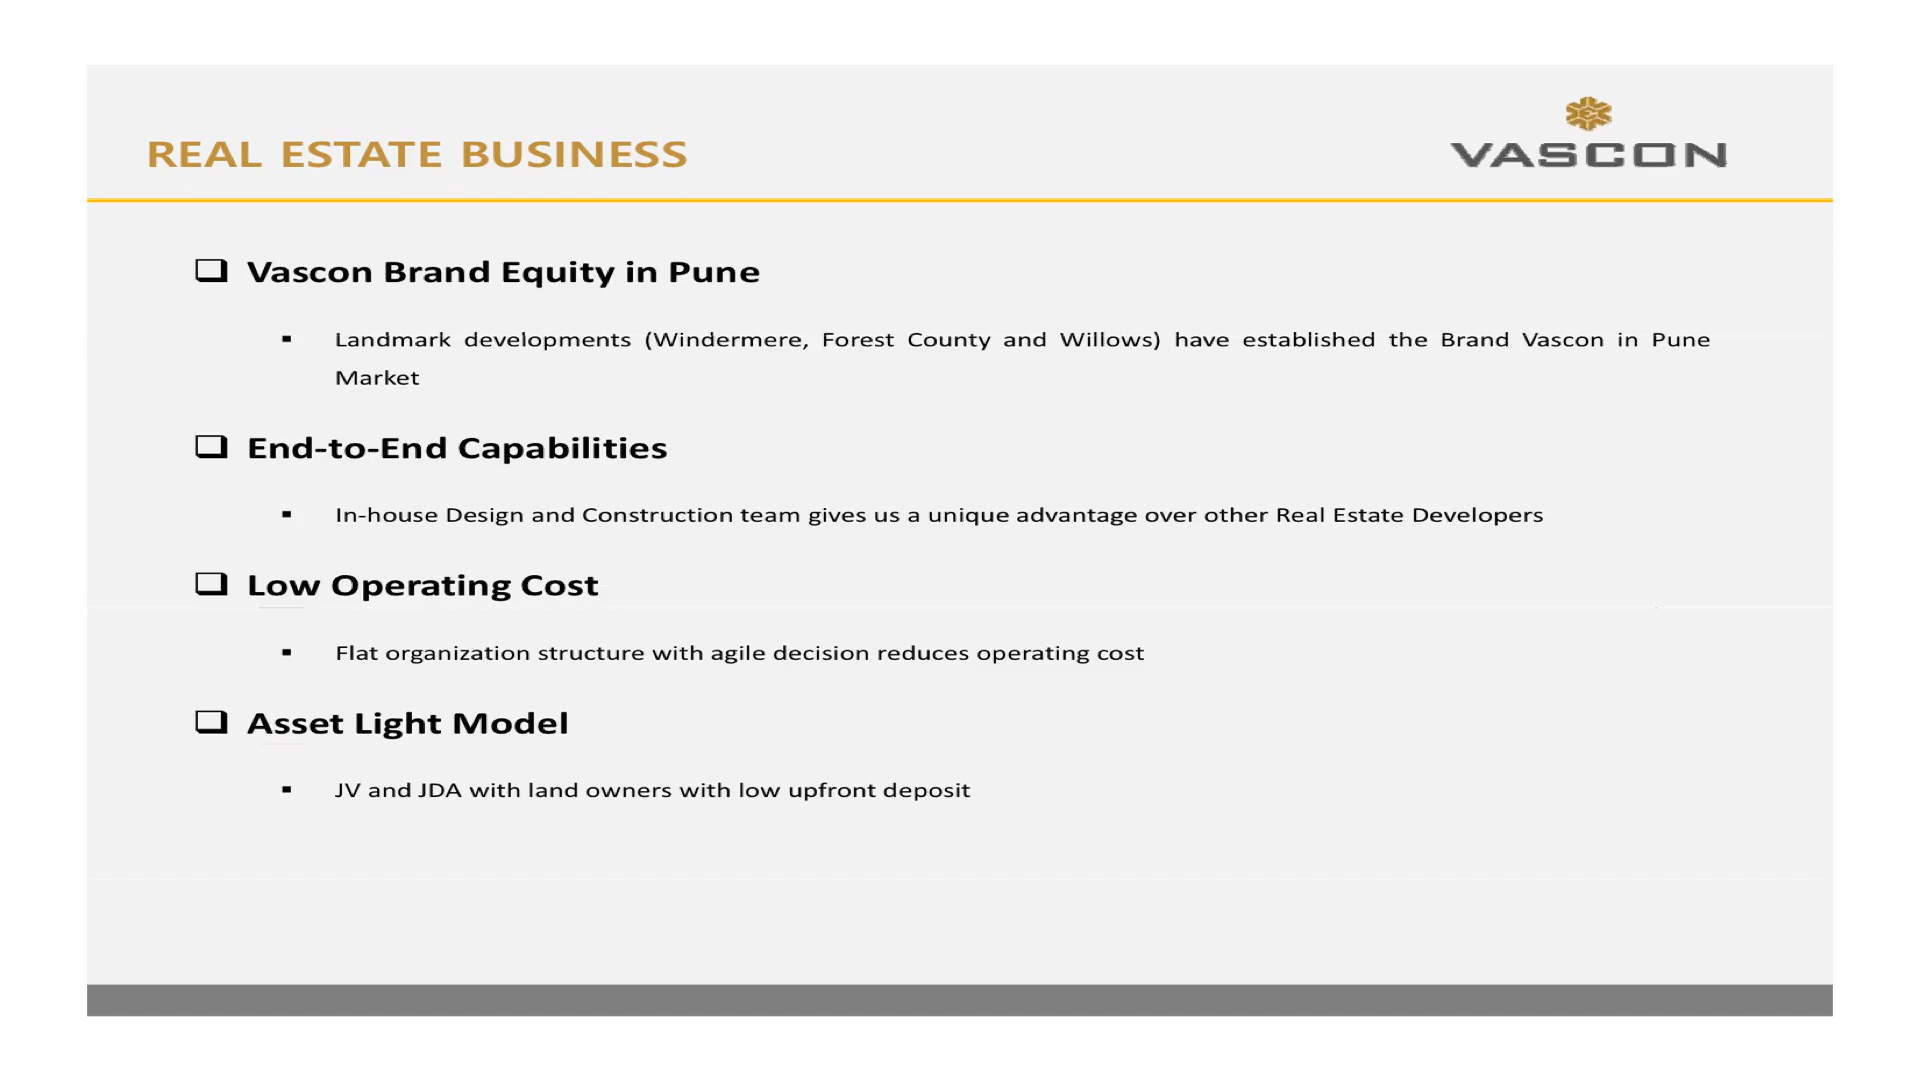 REAL ESTATE BUSINESS
VASCON
❑ Vascon Brand Equity in Pune
▪ Landmark developments (Windermere, Forest County and Willows) have established the Brand Vascon in Pune
Market
❑ End-to-End Capabilities
▪ In-house Design and Construction team gives us a unique advantage over other Real Estate Developers
❑ Low Operating Cost
▪ Flat organization structure with agile decision reduces operating cost
❑ Asset Light Model
▪ JV and JDA with land owners with low upfront deposit